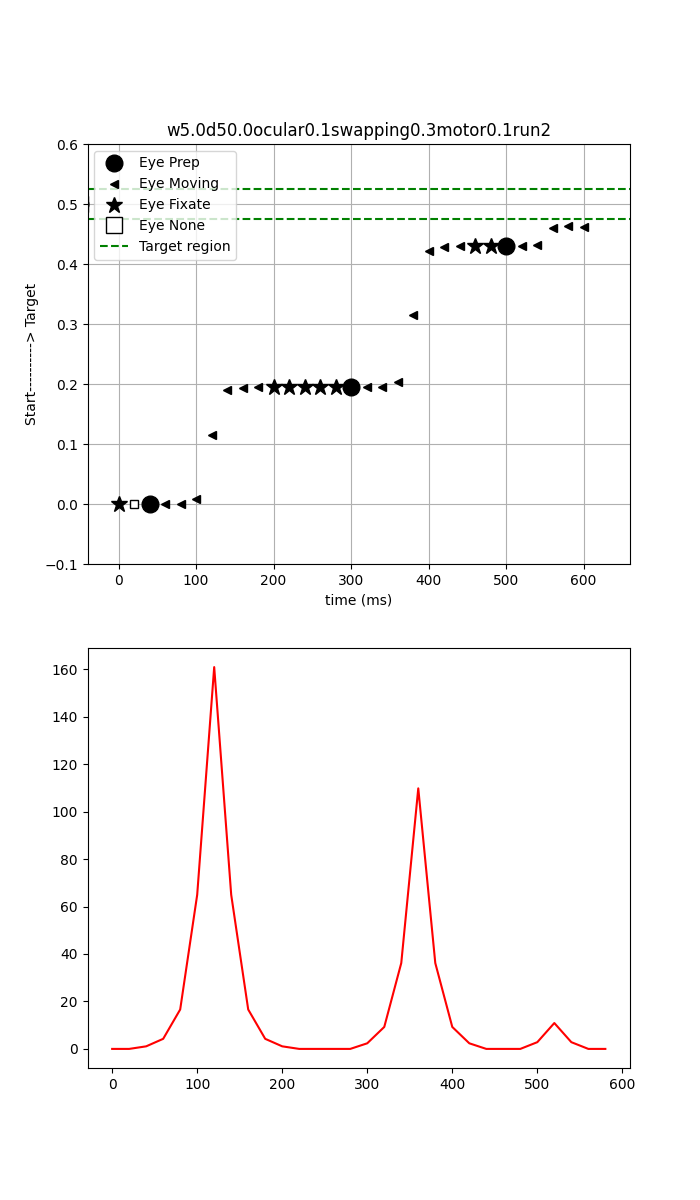 w5.0d50.0ocular0.1swapping0.3motor0.1run2
0.6
0.5
0.4
0.3
0.2
0.1
0.0
−0.1
Start----------> Target
Eye Prep
Eye Moving
Eye Fixate
Eye None
Target region
0 100 200 300 400 500 600
time (ms)
160
140
120
100
80
60
40
20
0
0 100 200 300 400 500 600